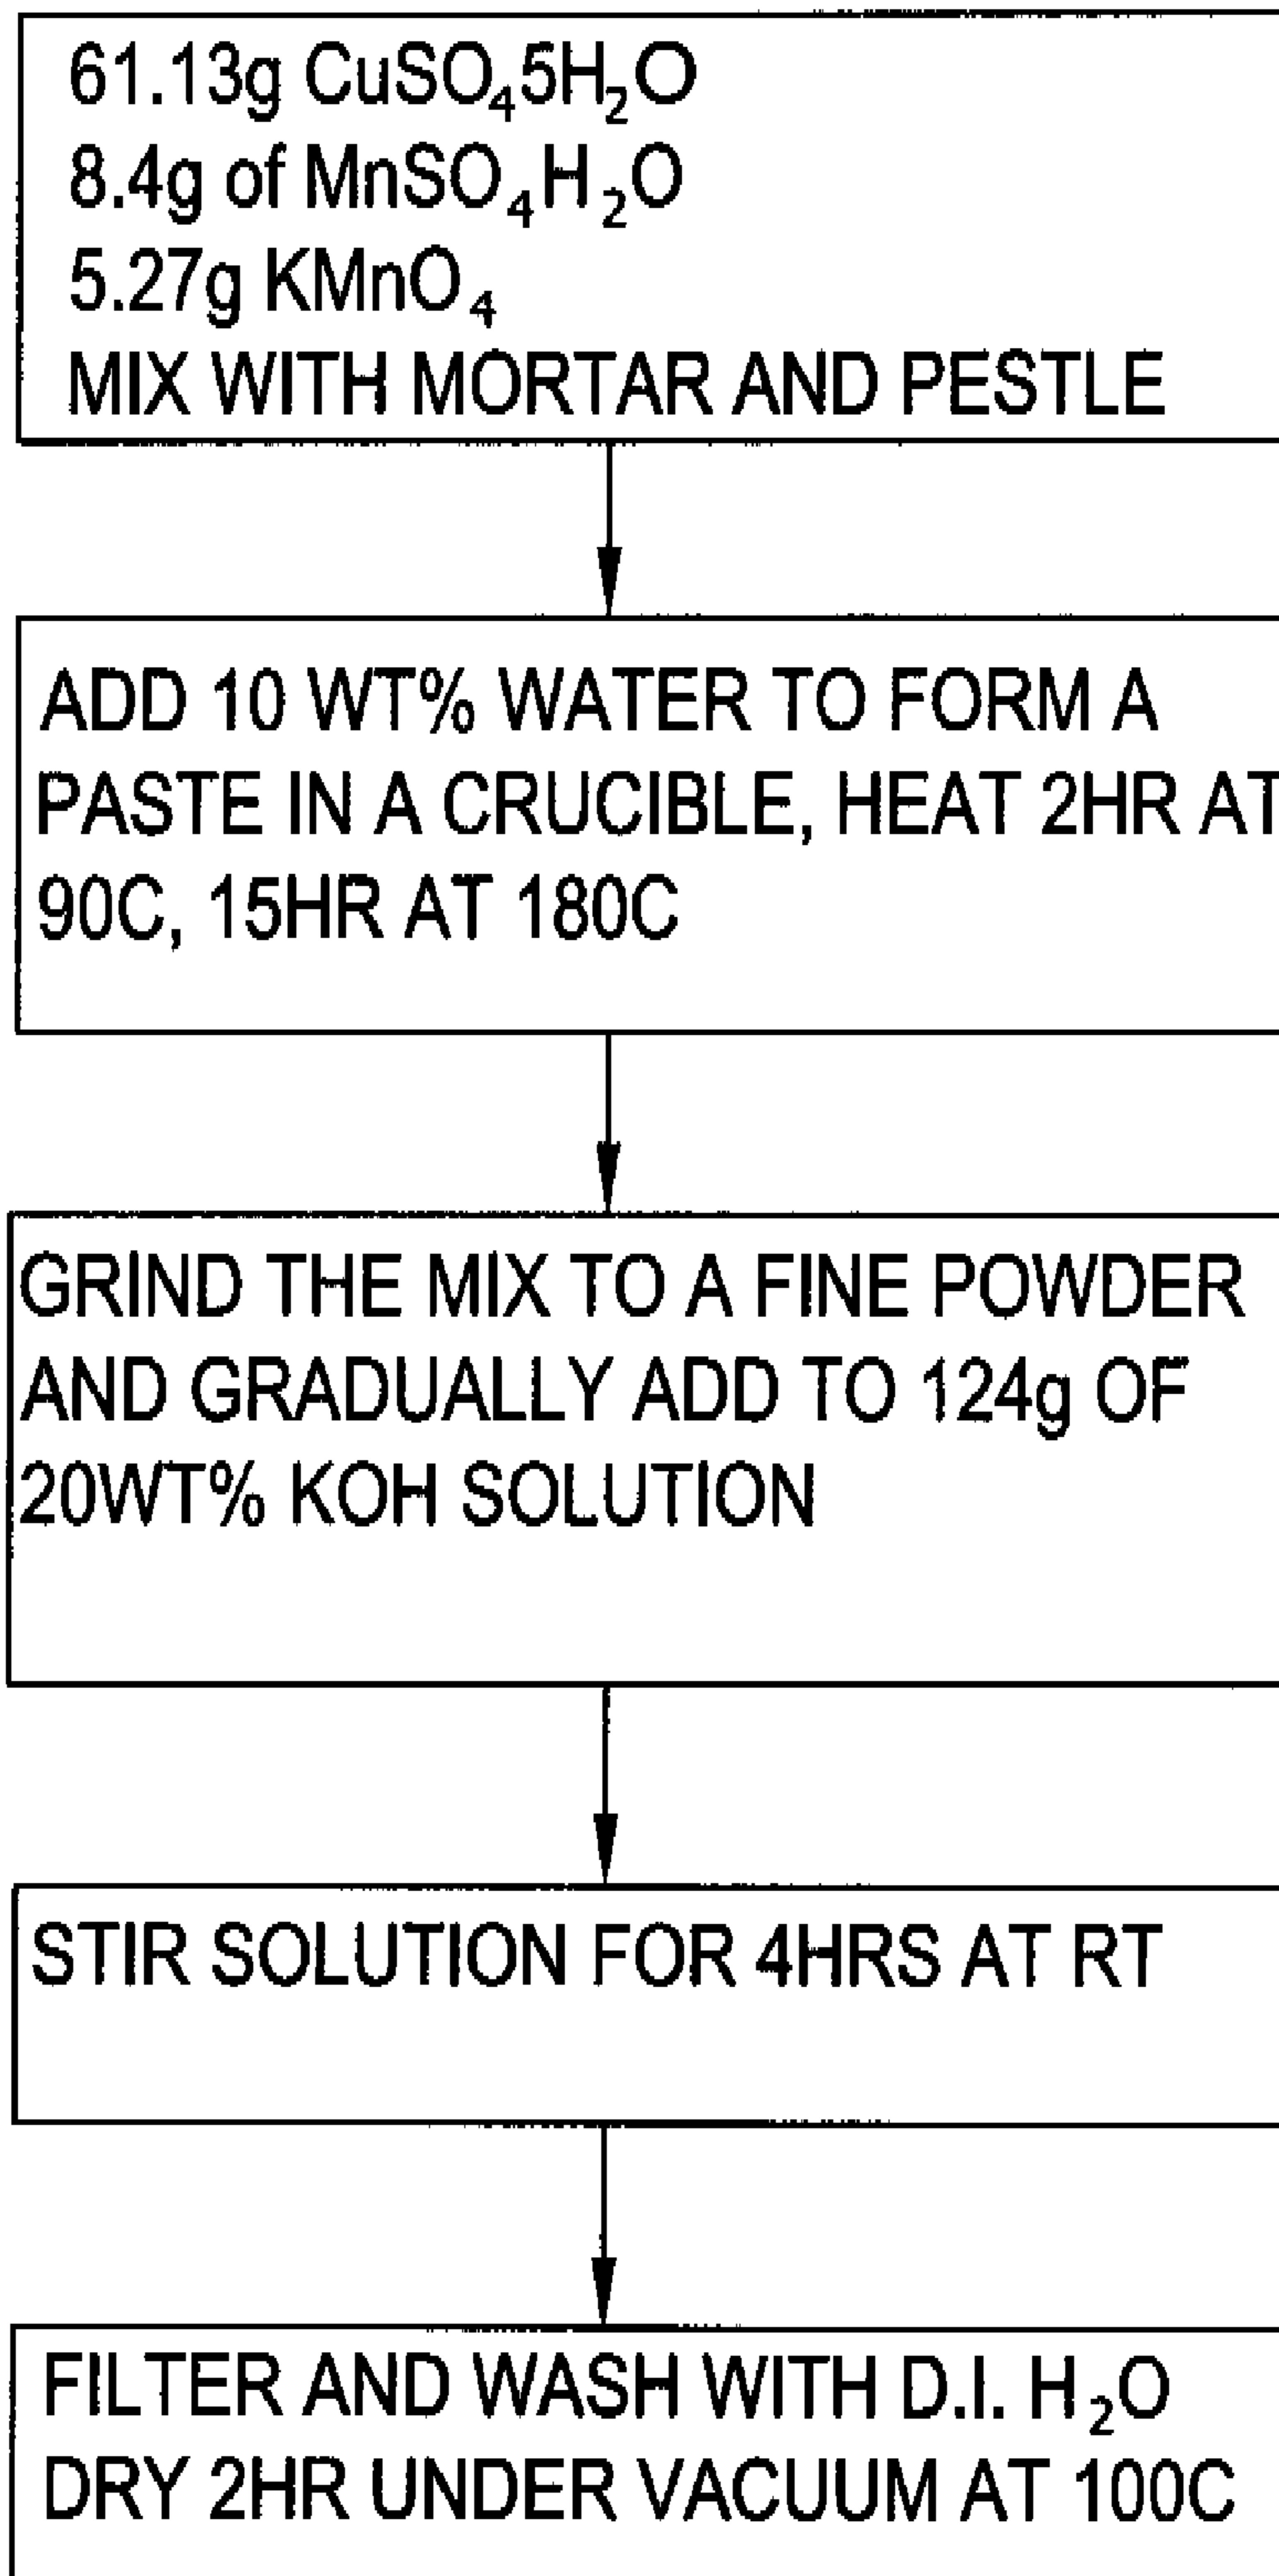 61.13g CuSO₄5H₂O
8.4g of MnSO₄H₂O
5.27g KMnO₄
MIX WITH MORTAR AND PESTLE
ADD 10 WT% WATER TO FORM A
PASTE IN A CRUCIBLE, HEAT 2HR AT
90C, 15HR AT 180C
GRIND THE MIX TO A FINE POWDER
AND GRADUALLY ADD TO 124g OF
20WT% KOH SOLUTION
STIR SOLUTION FOR 4HRS AT RT
FILTER AND WASH WITH D.I. H₂O
DRY 2HR UNDER VACUUM AT 100C